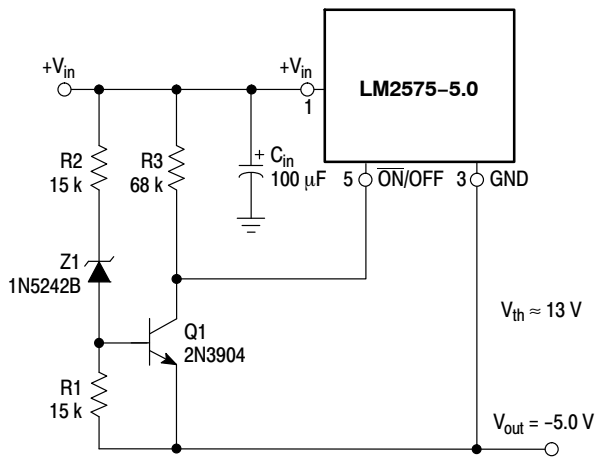 +Vin
+Vin
1
LM2575–5.0
R2
15 k
R3
68 k
+
Cin
100 μF
5
ON/OFF
3
GND
Z1
1N5242B
Q1
2N3904
Vth ≈ 13 V
R1
15 k
Vout = –5.0 V